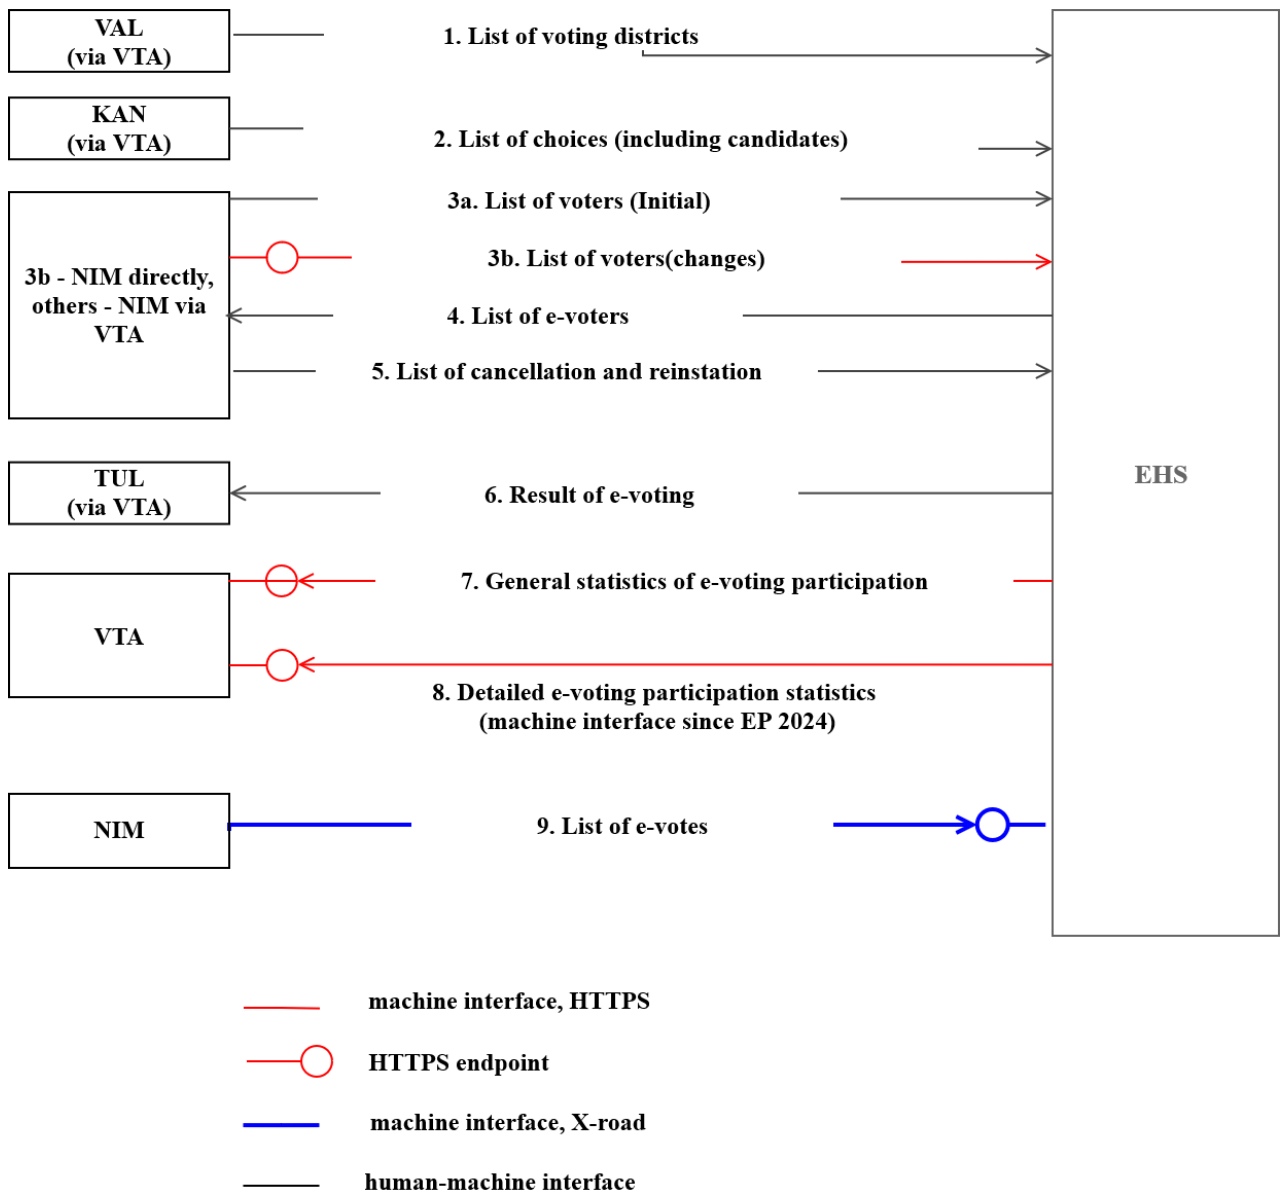 VAL
(via VTA)
1. List of voting districts
KAN
(via VTA)
2. List of choices (including candidates)
3a. List of voters (Initial)
3b. List of voters(changes)
3b - NIM directly,
others - NIM via
VTA
4. List of e-voters
5. List of cancellation and reinstation
EHS
TUL
(via VTA)
6. Result of e-voting
7. General statistics of e-voting participation
VTA
8. Detailed e-voting participation statistics
(machine interface since EP 2024)
NIM
9. List of e-votes
machine interface, HTTPS
HTTPS endpoint
machine interface, X-road
human-machine interface